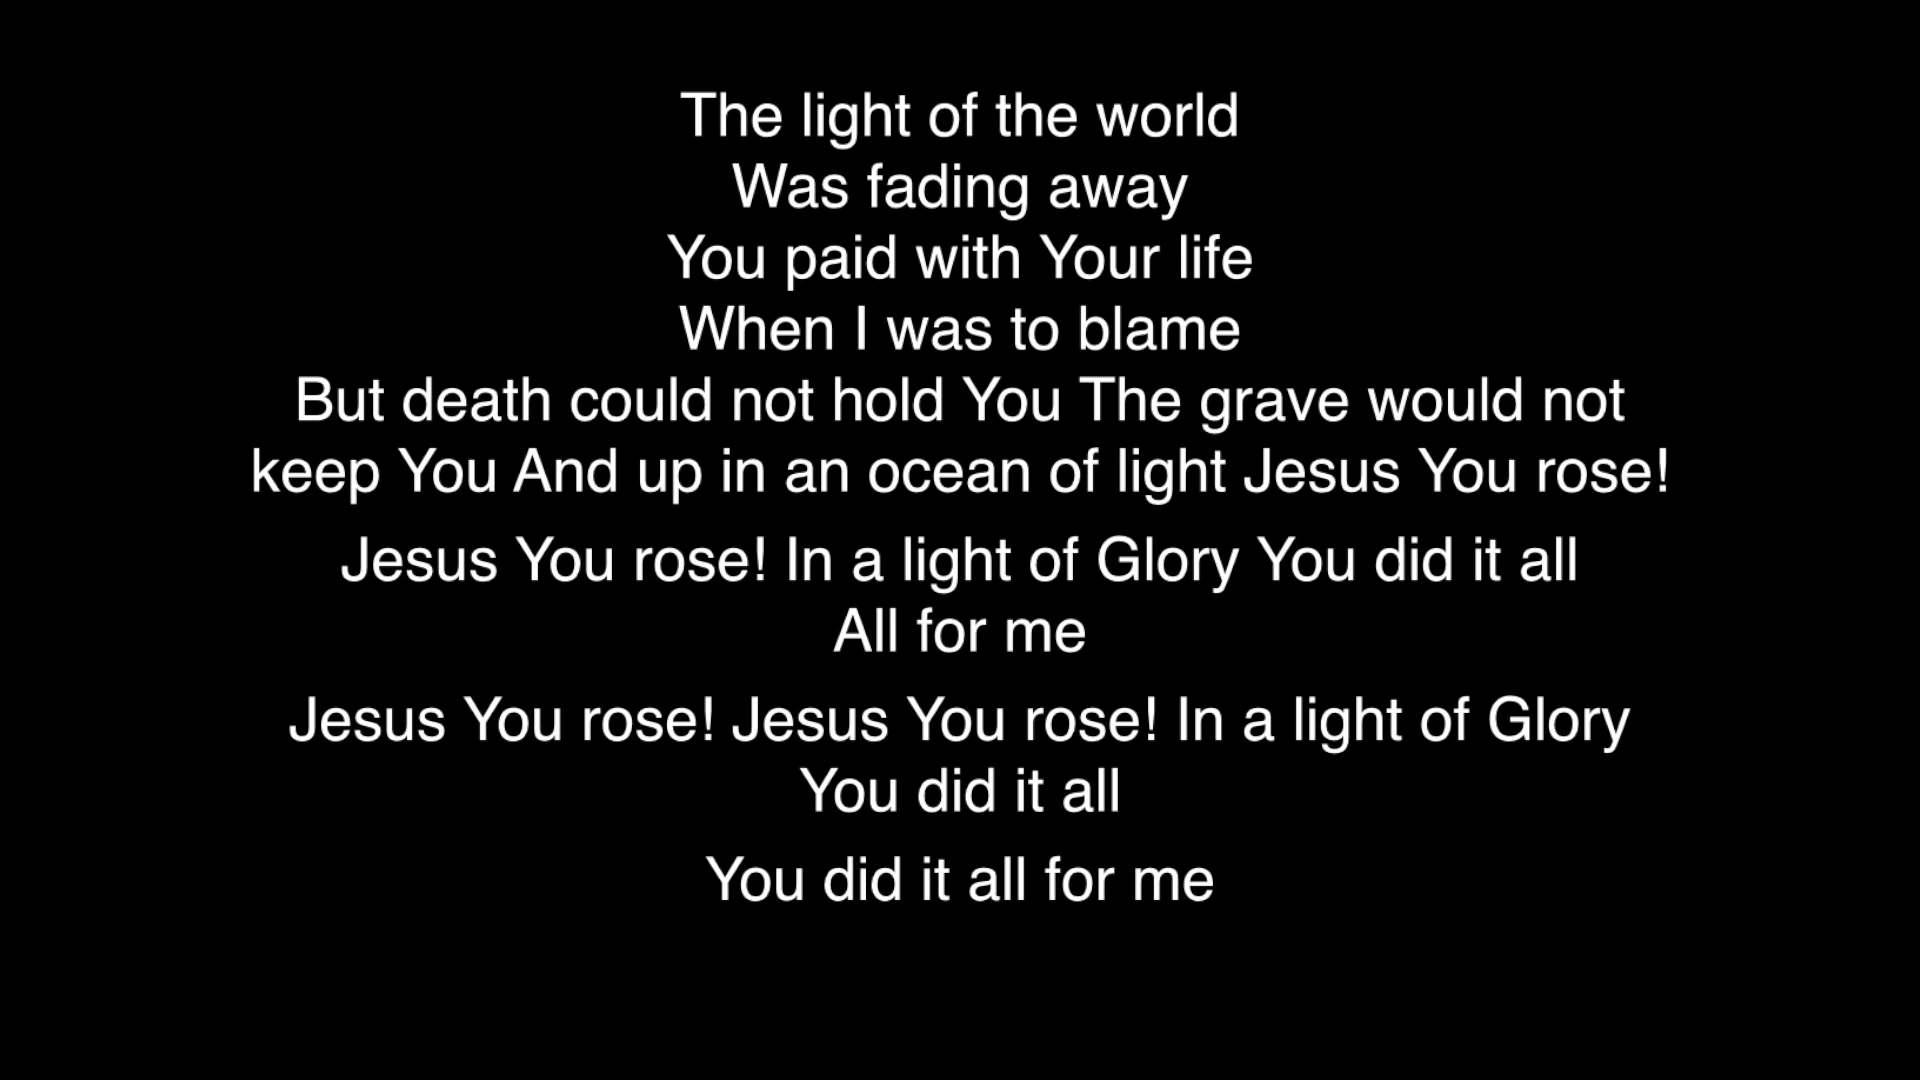 The light of the world
Was fading away
You paid with Your life
When I was to blame
But death could not hold You The grave would not
keep You And up in an ocean of light Jesus You rose!
Jesus You rose! In a light of Glory You did it all
All for me
Jesus You rose! Jesus You rose! In a light of Glory
You did it all
You did it all for me